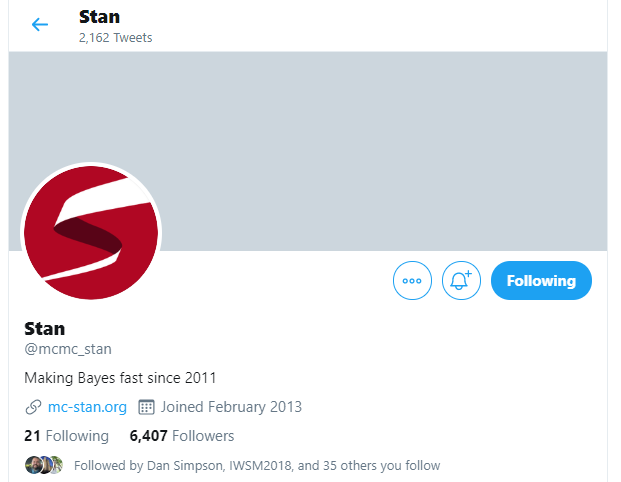 Stan
2,162 Tweets
Following
Stan
@mcmc_stan
Making Bayes fast since 2011
mc-stan.org Joined February 2013
21 Following 6,407 Followers
Followed by Dan Simpson, IWSM2018, and 35 others you follow